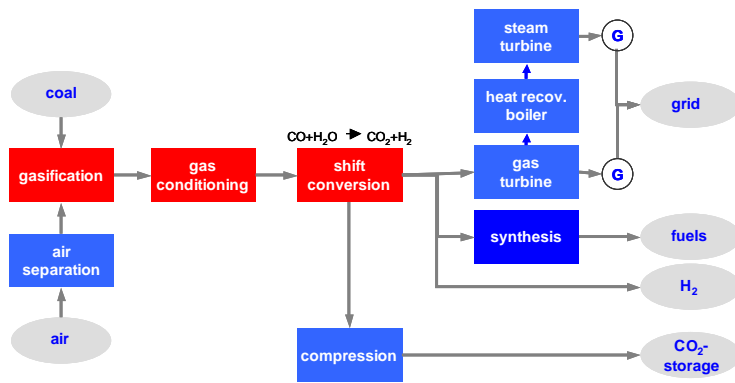 steam
turbine
G
coal
heat recov.
boiler
grid
CO+H₂O → CO₂+H₂
gasification
gas
conditioning
shift
conversion
gas
turbine
G
air
separation
synthesis
fuels
H₂
air
compression
CO₂-
storage